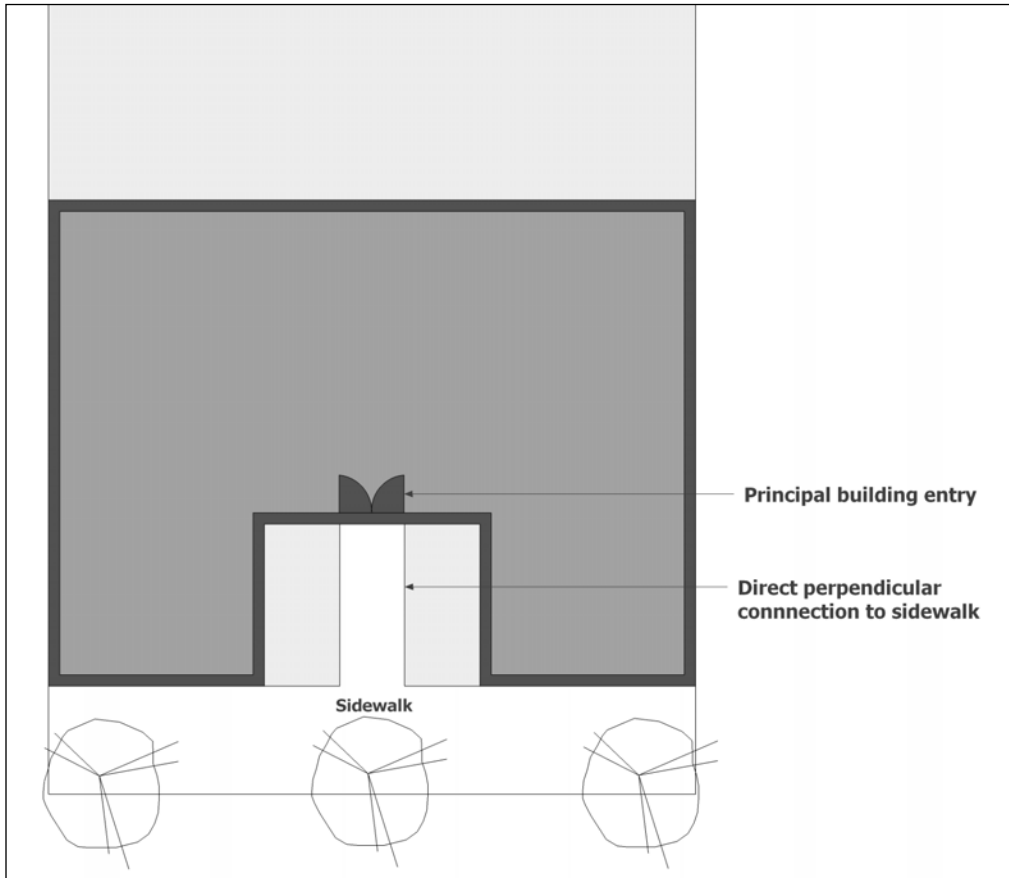 Principal building entry
Direct perpendicular
connnection to sidewalk
Sidewalk